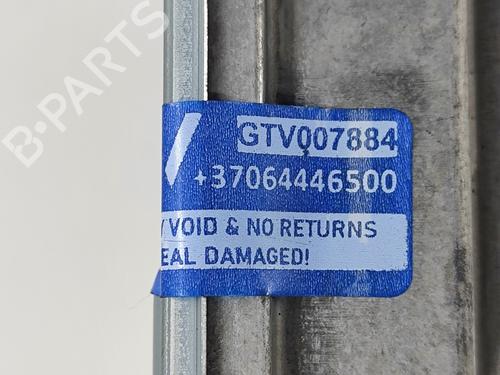 B-PARTS
GTV007884
+37064446500
VOID & NO RETURNS
EAL DAMAGED!